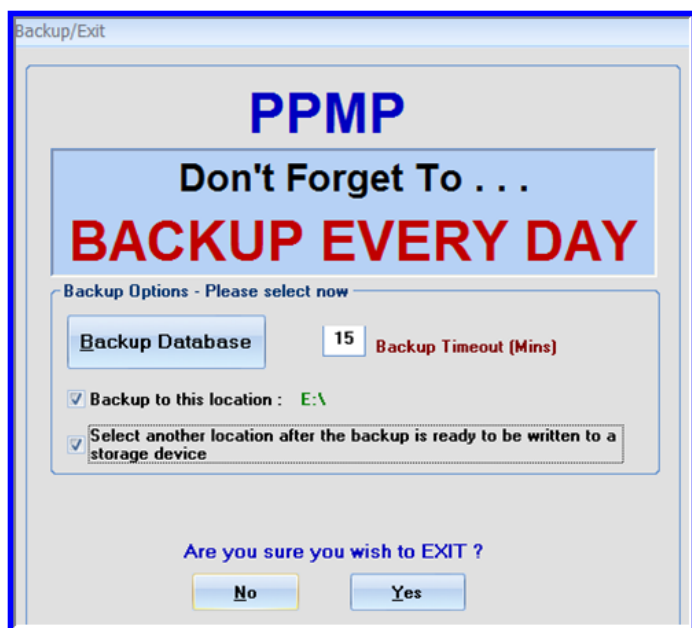 Backup/Exit
PPMP
Don't Forget To . . .
BACKUP EVERY DAY
Backup Options - Please select now
Backup Database
15 Backup Timeout (Mins)
Backup to this location : E:\
Select another location after the backup is ready to be written to a
storage device
Are you sure you wish to EXIT ?
No Yes